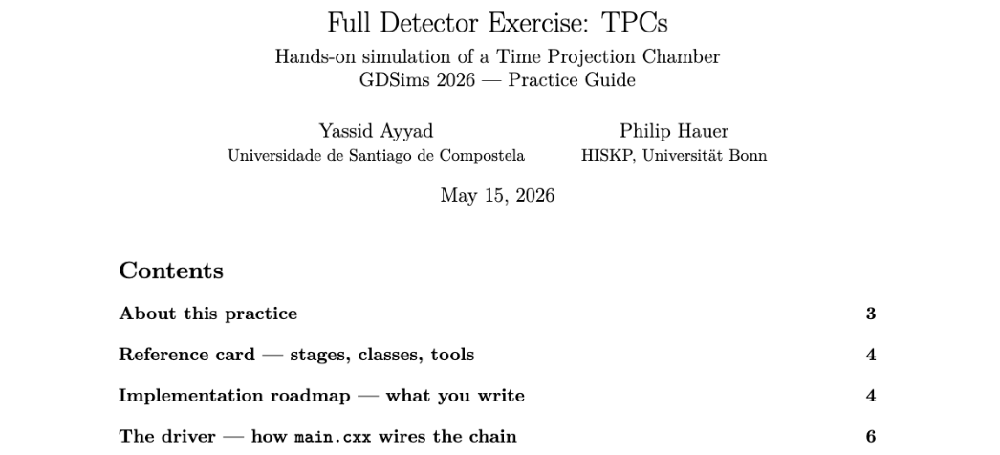 Full Detector Exercise: TPCs
Hands-on simulation of a Time Projection Chamber
GDSims 2026 — Practice Guide
Yassid Ayyad Philip Hauer
Universidade de Santiago de Compostela HISKP, Universität Bonn
May 15, 2026
Contents
About this practice 3
Reference card — stages, classes, tools 4
Implementation roadmap — what you write 4
The driver — how main.cxx wires the chain 6